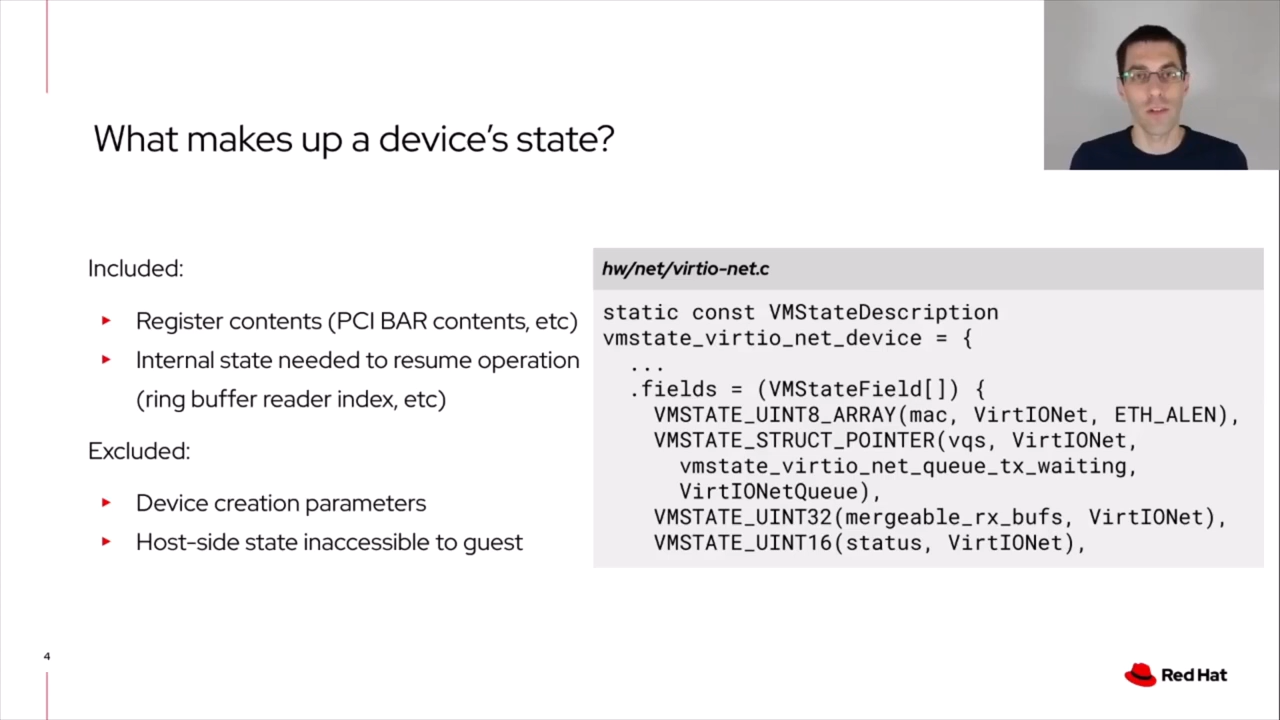 What makes up a device's state?
Included:
Register contents (PCI BAR contents, etc)
Internal state needed to resume operation
(ring buffer reader index, etc)
Excluded:
Device creation parameters
Host-side state inaccessible to guest
hw/net/virtio-net.c
static const VMStateDescription
vmstate_virtio_net_device = {
...
.fields = (VMStateField[]) {
VMSTATE_UINT8_ARRAY(mac, VirtIONet, ETH_ALEN),
VMSTATE_STRUCT_POINTER(vqs, VirtIONet,
vmstate_virtio_net_queue_tx_waiting,
VirtIONetQueue),
VMSTATE_UINT32(mergeable_rx_bufs, VirtIONet),
VMSTATE_UINT16(status, VirtIONet),
4
Red Hat